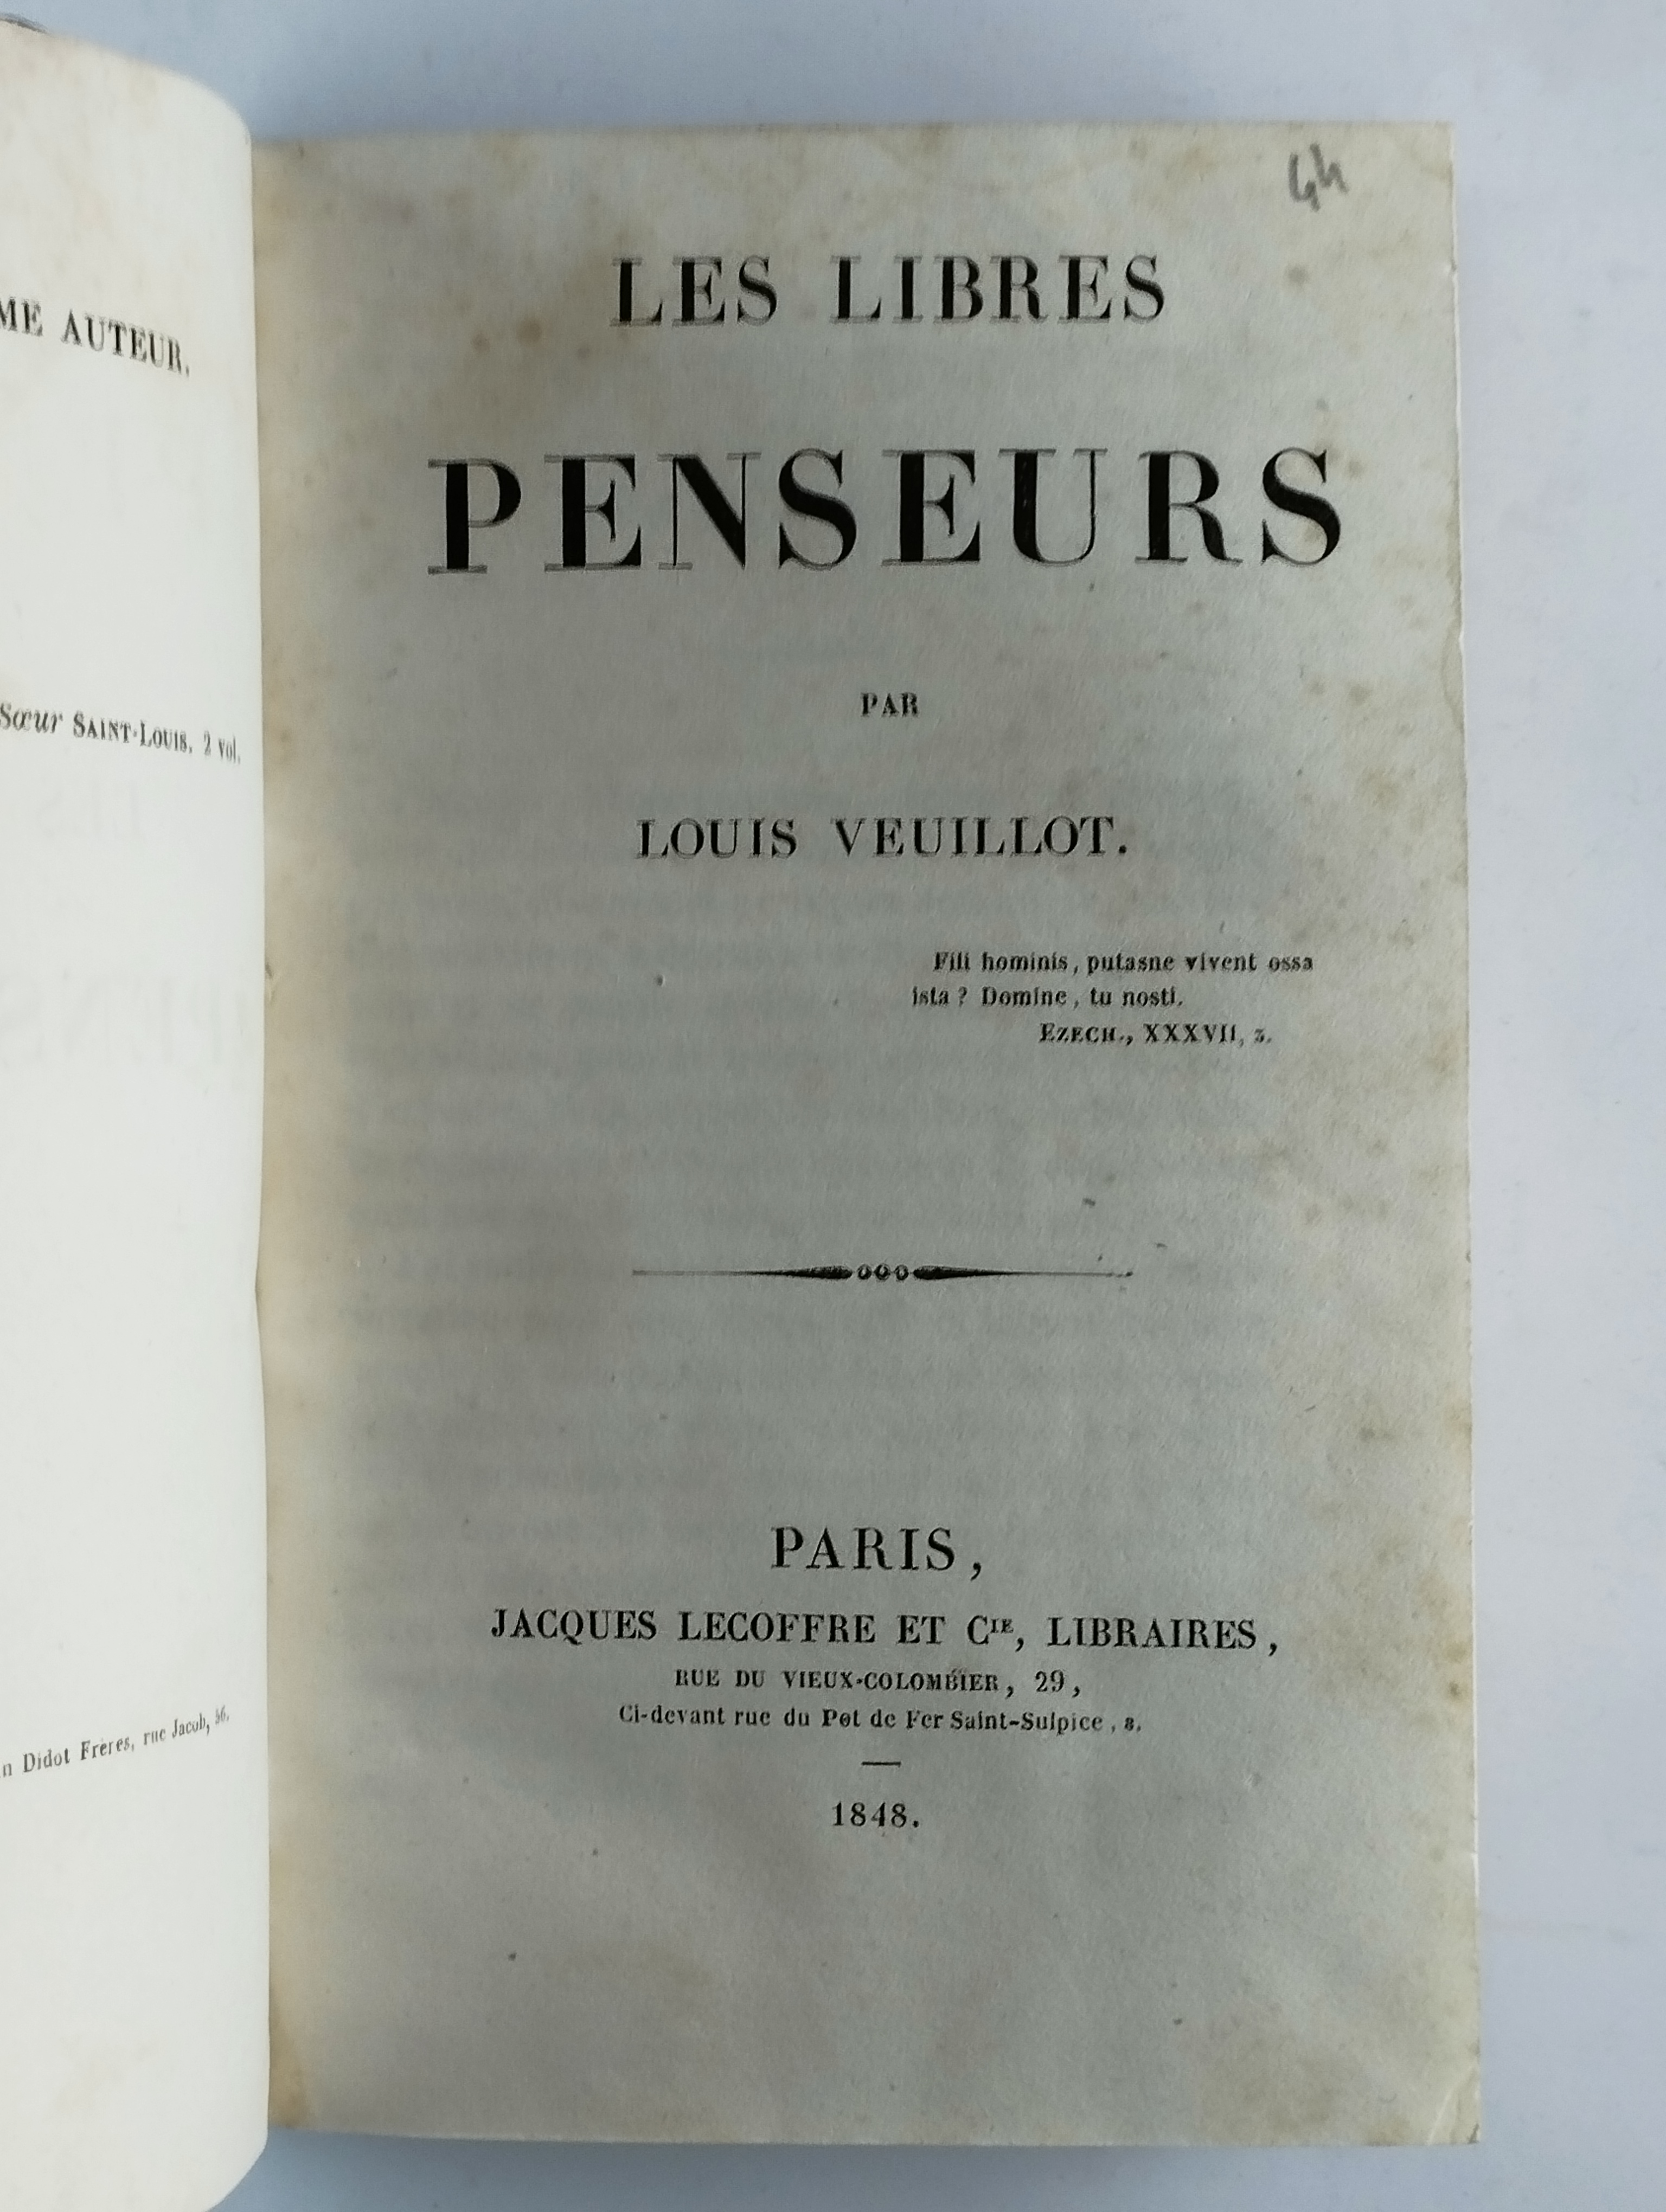 ME AUTEUR.
Sœur SAINT-LOUIS. 2 vol.
n Didot Frères, rue Jacob, 56.
LES LIBRES
PENSEURS
PAR
LOUIS VEUILLOT.
Fili hominis, putasne vivent ossa
ista? Domine, tu nosti.
EZECH., XXXVII, 3.
PARIS,
JACQUES LECOFFRE ET CIE, LIBRAIRES,
RUE DU VIEUX-COLOMBIER, 29,
Ci-devant rue du Pot de Fer Saint-Sulpice, 8.
1848.